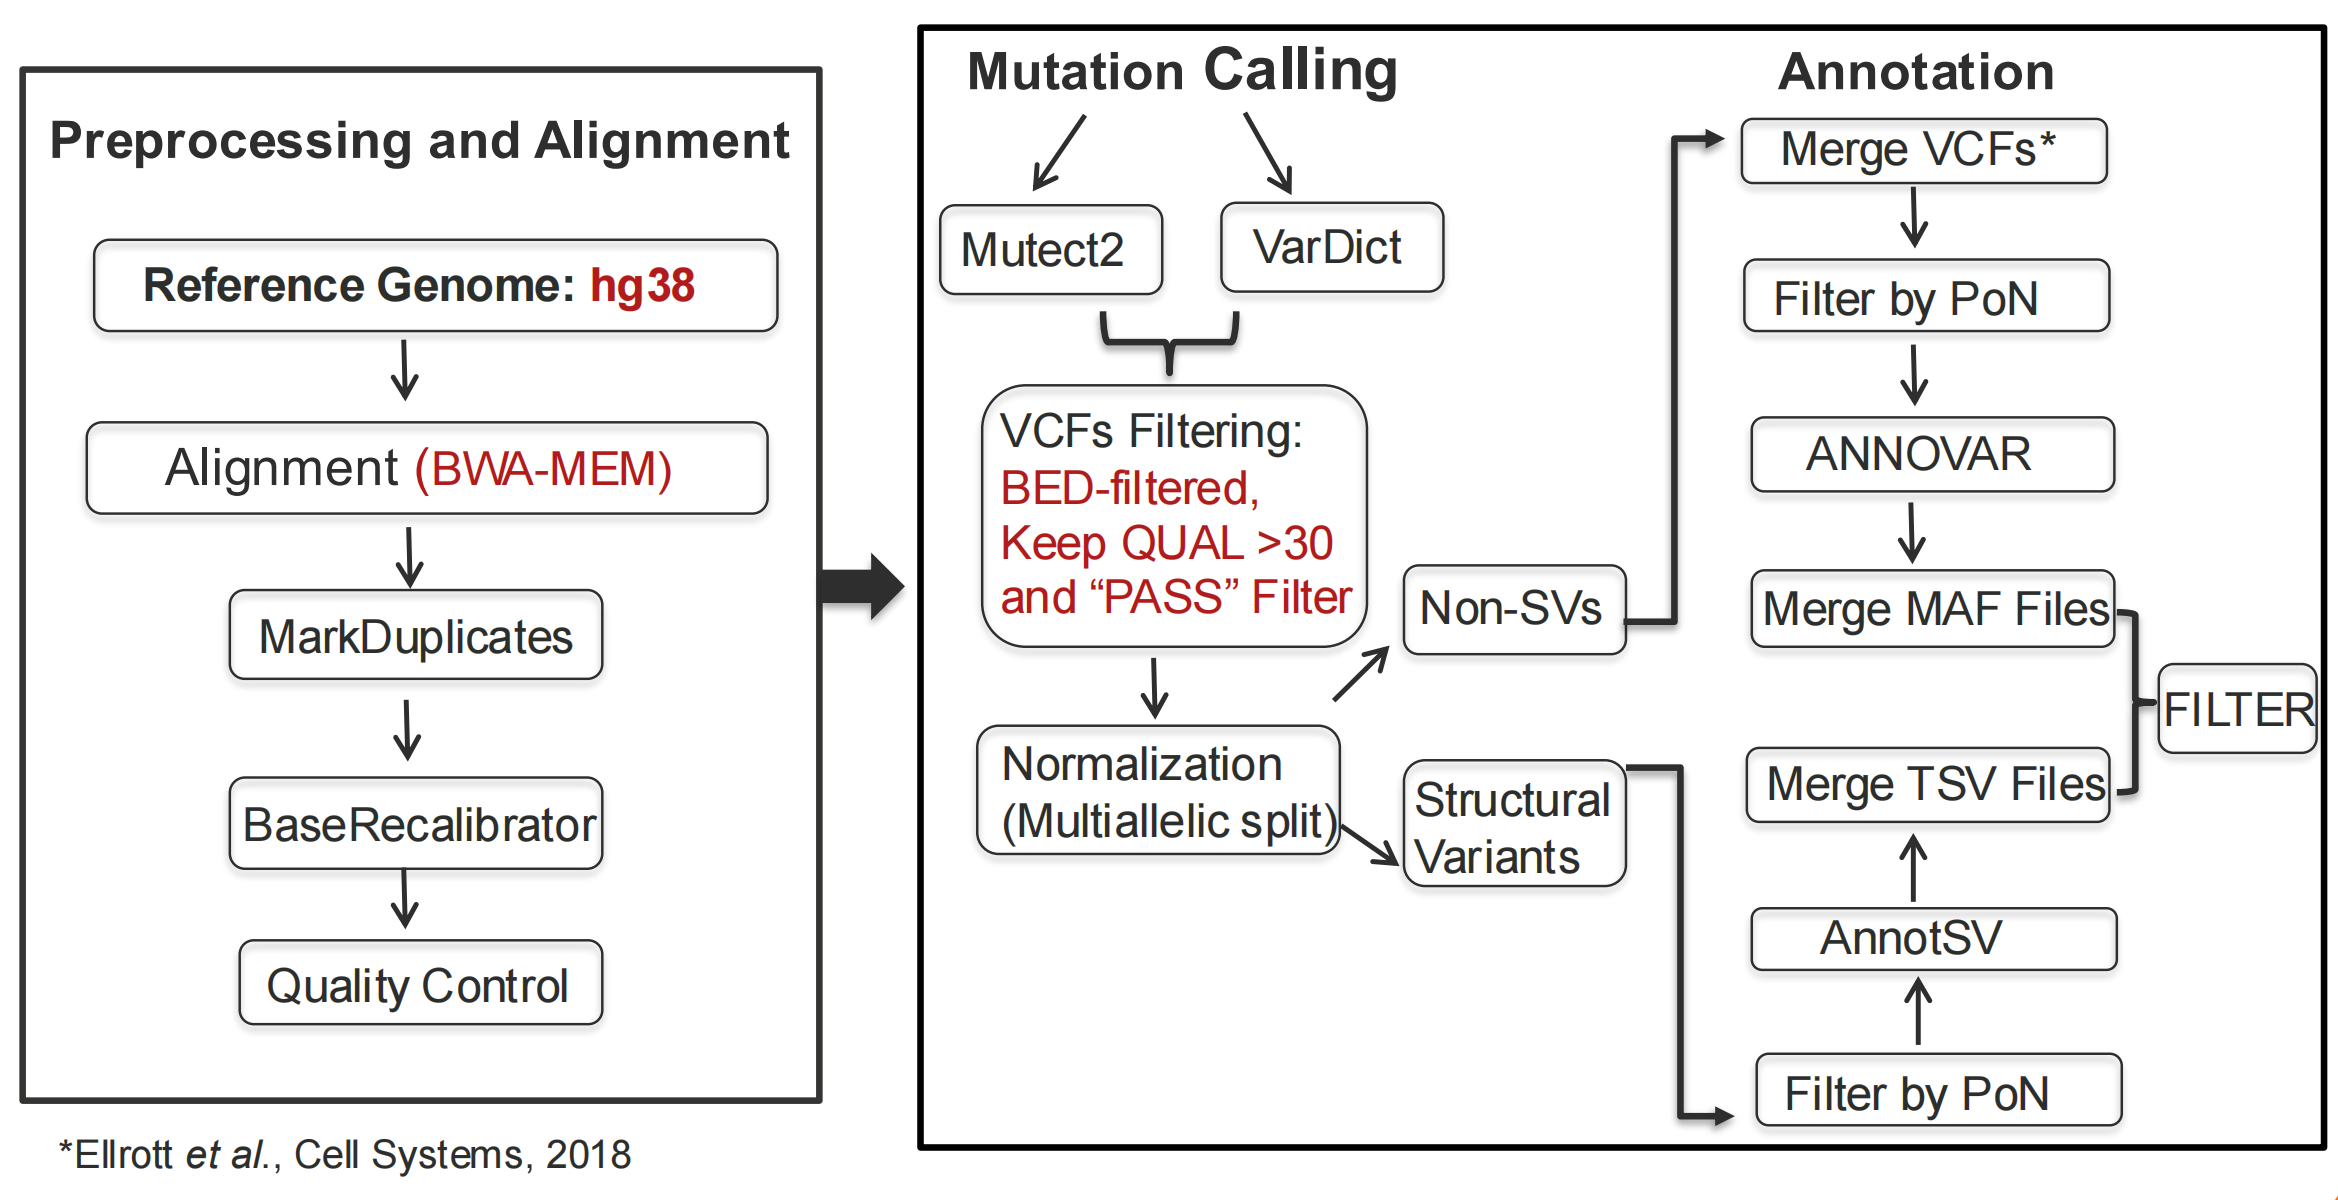 Preprocessing and Alignment
Reference Genome: hg38
Alignment (BWA-MEM)
MarkDuplicates
BaseRecalibrator
Quality Control
*Ellrott et al., Cell Systems, 2018
Mutation Calling
Mutect2
VarDict
VCFs Filtering:
BED-filtered,
Keep QUAL >30
and “PASS” Filter
Normalization
(Multiallelic split)
Non-SVs
Structural
Variants
Annotation
Merge VCFs*
Filter by PoN
ANNOVAR
Merge MAF Files
FILTER
Merge TSV Files
AnnotSV
Filter by PoN